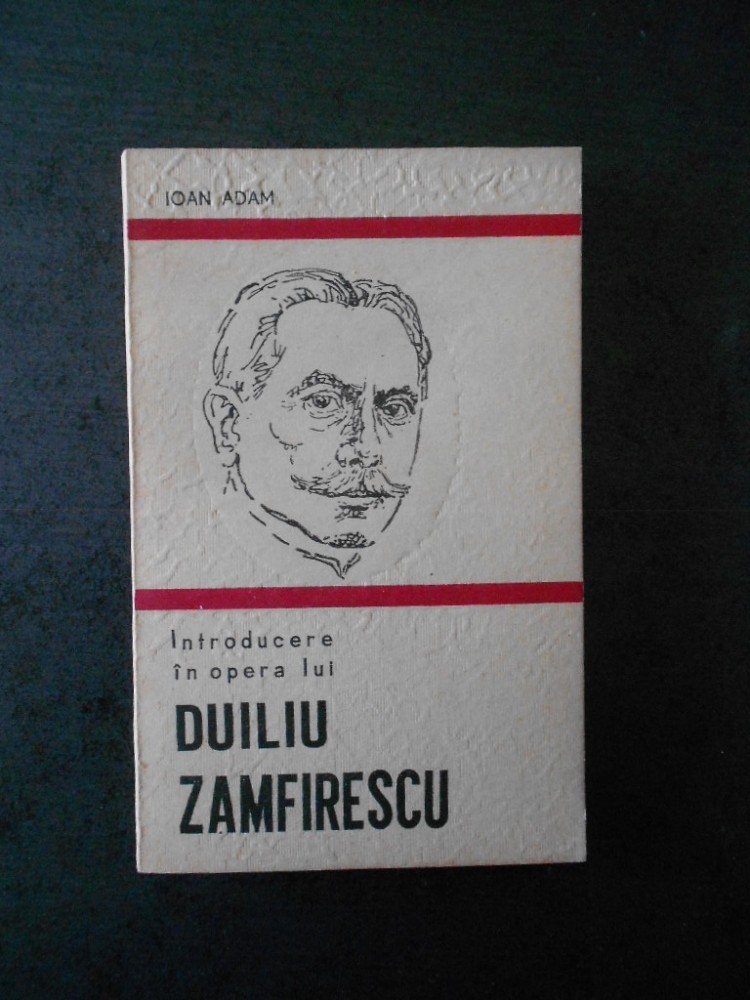 IOAN ADAM
Introducere
în opera lui
DUILIU
ZAMFIRESCU